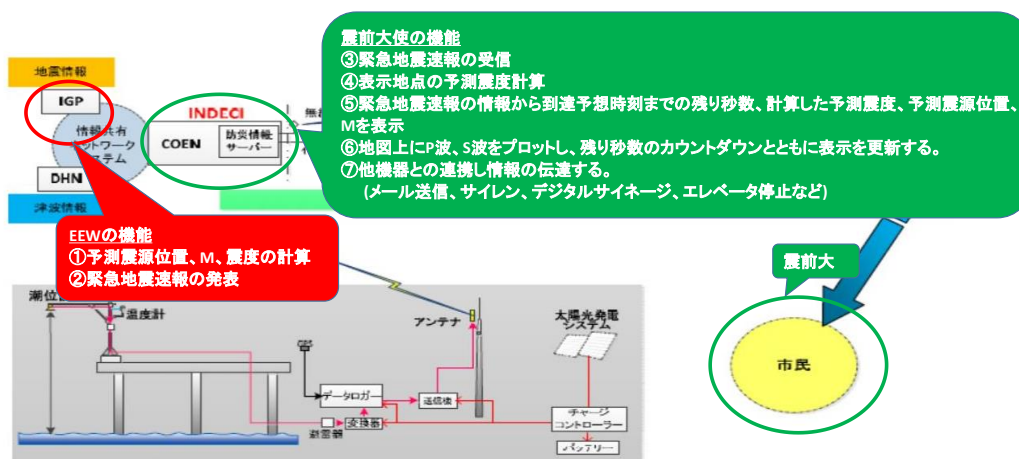 震前大使の機能
③緊急地震速報の受信
④表示地点の予測震度計算
⑤緊急地震速報の情報から到達予想時刻までの残り秒数、計算した予測震度、予測震源位置、
Mを表示
⑥地図上にP波、S波をプロットし、残り秒数のカウントダウンとともに表示を更新する。
⑦他機器との連携し情報の伝達する。
(メール送信、サイレン、デジタルサイネージ、エレベータ停止など)
地震情報
IGP
INDECI
情報共有
ネットワーク
システム
COEN
防災情報
サーバー
DHN
津波情報
EEWの機能
①予測震源位置、M、震度の計算
②緊急地震速報の発表
震前大
市民
潮位
温度計
アンテナ
太陽光発電
システム
データロガー
送信機
避雷器
変換器
チャージ
コントローラー
バッテリー